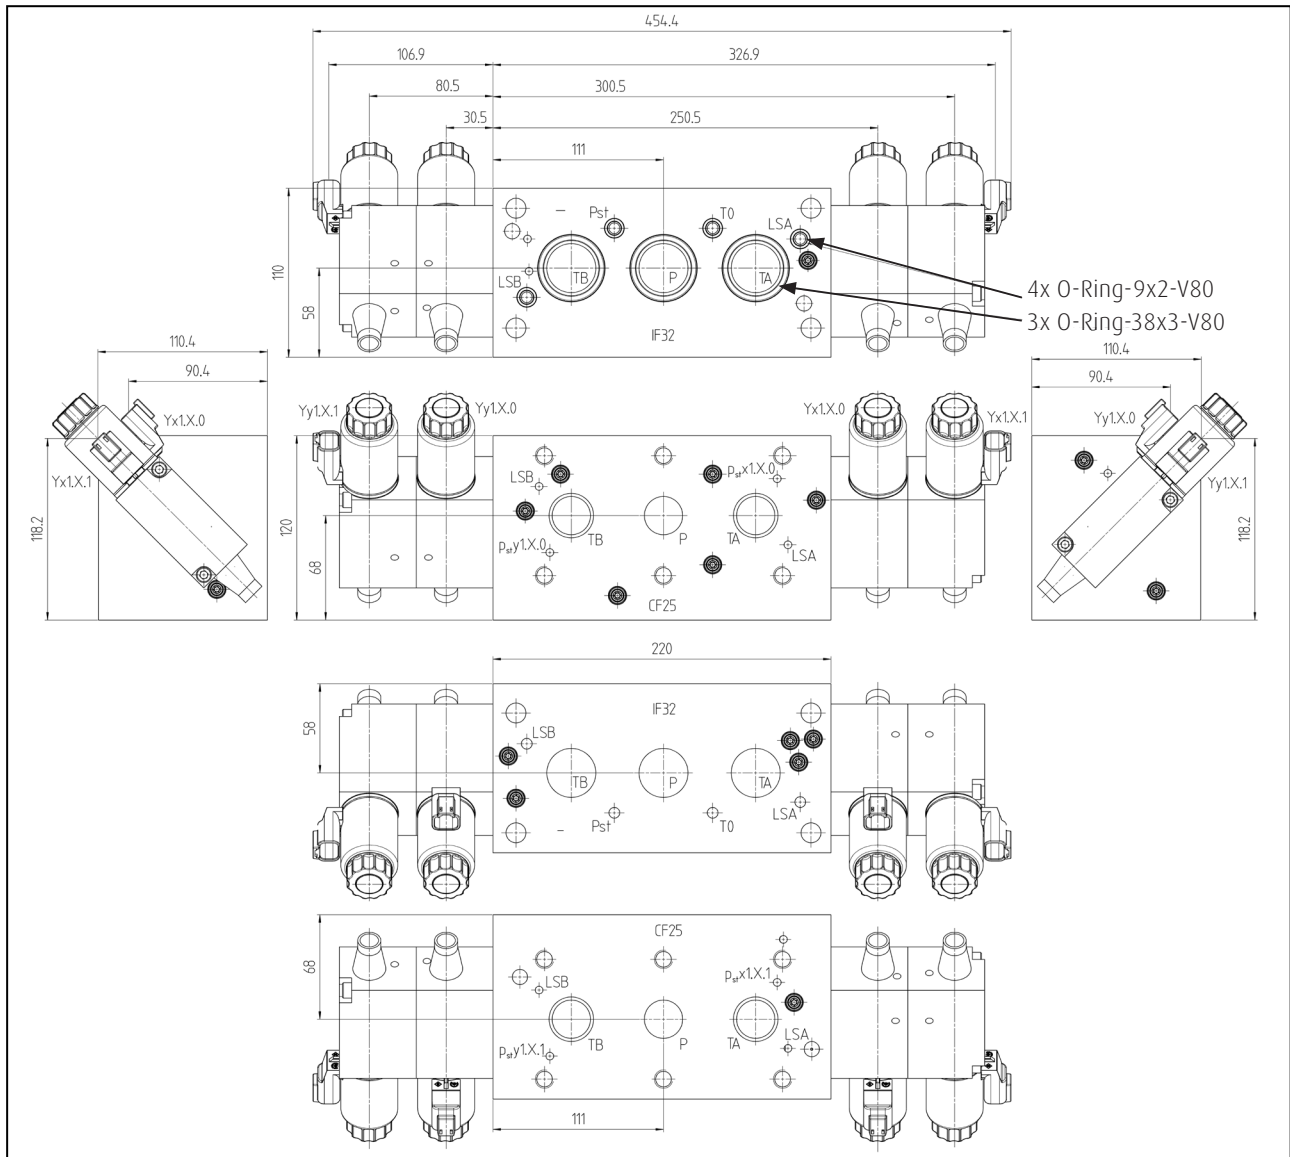 454.4
106.9 326.9
80.5 300.5
30.5 250.5
111
– Pst T0 LSA
110
58
LSB TB P TA
IF32
4x O-Ring-9x2-V80
3x O-Ring-38x3-V80
110.4
90.4
Yx1.X.0
Yx1.X.1
118.2
Yy1.X.1 Yy1.X.0 Yx1.X.0 Yx1.X.1
120
68
LSB pstx1.X.0
TB P TA
psty1.X.0 LSA
CF25
110.4
90.4
Yy1.X.0
Yy1.X.1
118.2
220
58
IF32
LSB
TB P TA
LSA
– Pst T0
68
CF25
LSB pstx1.X.1
TB P TA LSA
psty1.X.1
111